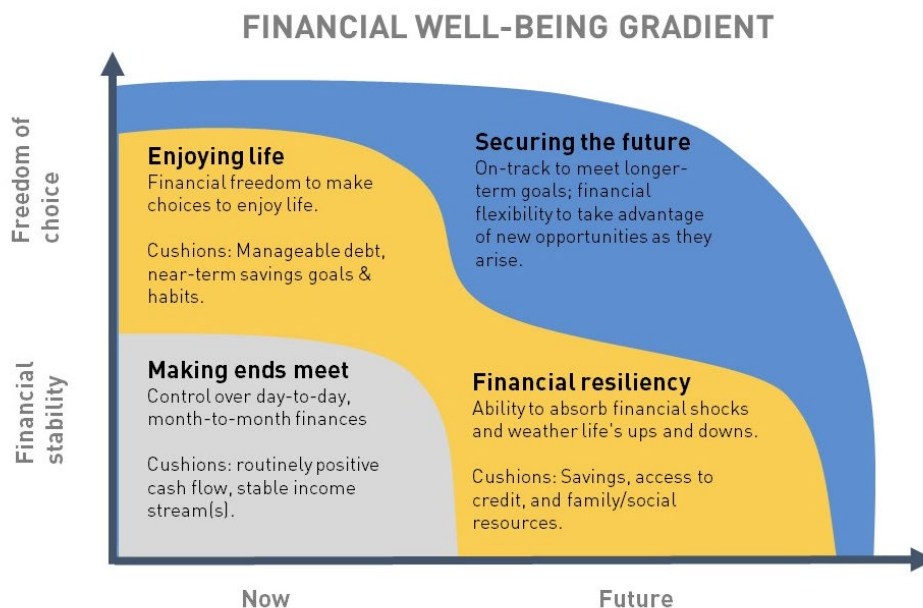 FINANCIAL WELL-BEING GRADIENT
Freedom of
choice
Enjoying life
Financial freedom to make
choices to enjoy life.
Cushions: Manageable debt,
near-term savings goals &
habits.
Securing the future
On-track to meet longer-
term goals; financial
flexibility to take advantage
of new opportunities as they
arise.
Financial
stability
Making ends meet
Control over day-to-day,
month-to-month finances
Cushions: routinely positive
cash flow, stable income
stream(s).
Financial resiliency
Ability to absorb financial shocks
and weather life's ups and downs.
Cushions: Savings, access to
credit, and family/social
resources.
Now
Future